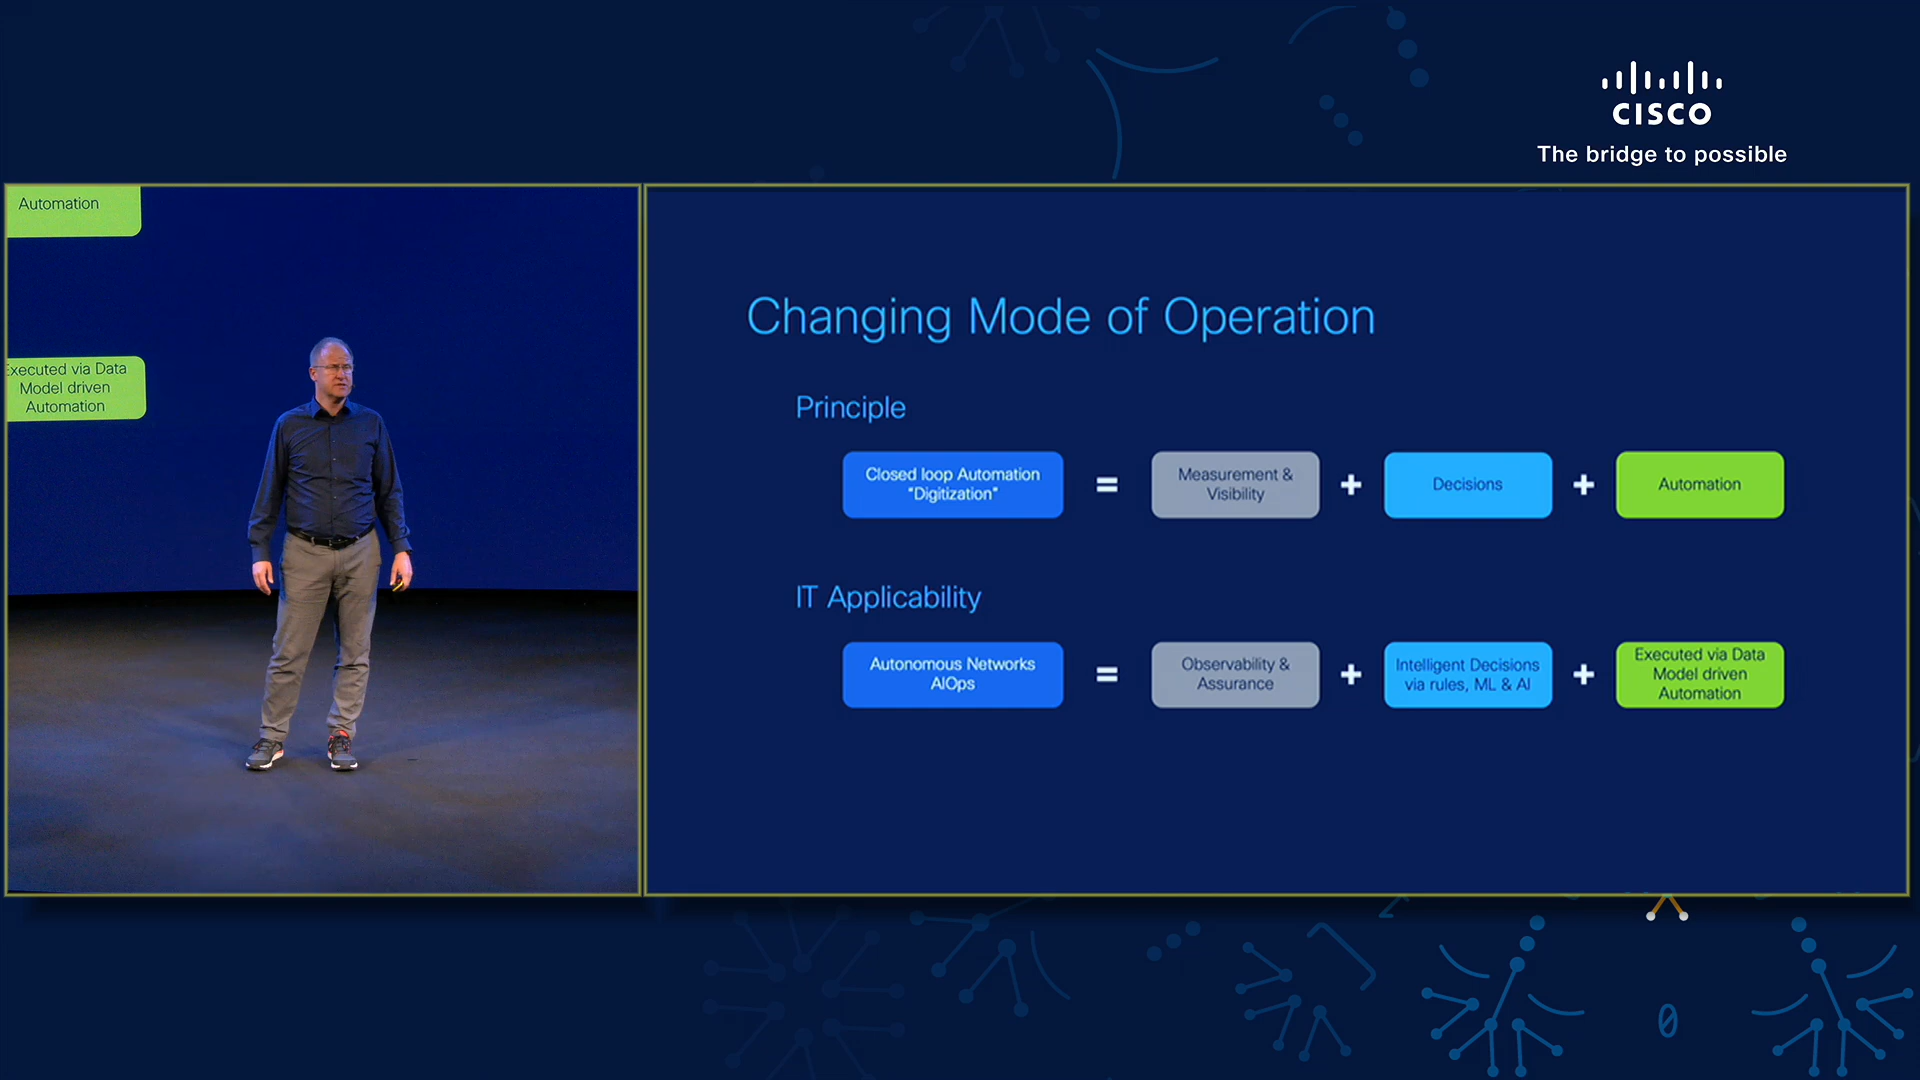 CISCO
The bridge to possible
Automation
Executed via Data
Model driven
Automation
Changing Mode of Operation
Principle
Closed loop Automation
“Digitization”
=
Measurement &
Visibility
+
Decisions
+
Automation
IT Applicability
Autonomous Networks
AIOps
=
Observability &
Assurance
+
Intelligent Decisions
via rules, ML & AI
+
Executed via Data
Model driven
Automation
0